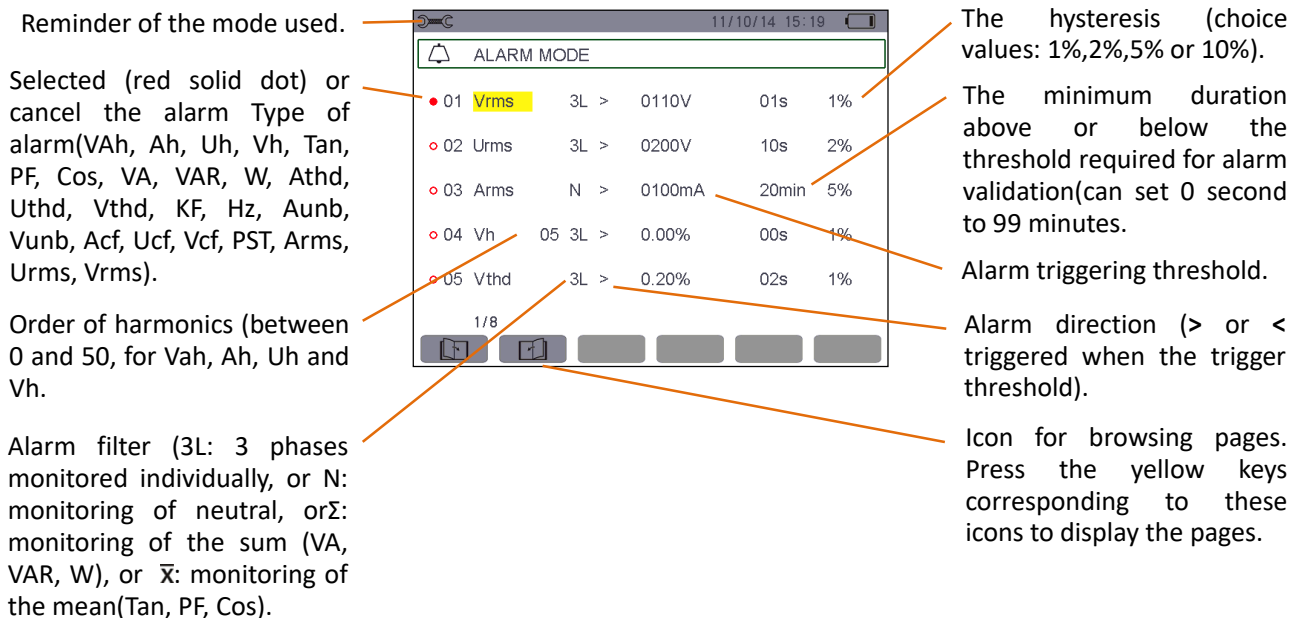 Reminder of the mode used.
Selected (red solid dot) or
cancel the alarm Type of
alarm(VAh, Ah, Uh, Vh, Tan,
PF, Cos, VA, VAR, W, Athd,
Uthd, Vthd, KF, Hz, Aunb,
Vunb, Acf, Ucf, Vcf, PST, Arms,
Urms, Vrms).
Order of harmonics (between
0 and 50, for Vah, Ah, Uh and
Vh.
Alarm filter (3L: 3 phases
monitored individually, or N:
monitoring of neutral, orΣ:
monitoring of the sum (VA,
VAR, W), or x̅: monitoring of
the mean(Tan, PF, Cos).
11/10/14 15:19
ALARM MODE
01 Vrms 3L > 0110V 01s 1%
02 Urms 3L > 0200V 10s 2%
03 Arms N > 0100mA 20min 5%
04 Vh 05 3L > 0.00% 00s 1%
05 Vthd 3L > 0.20% 02s 1%
1/8
The hysteresis (choice
values: 1%,2%,5% or 10%).
The minimum duration
above or below the
threshold required for alarm
validation(can set 0 second
to 99 minutes.
Alarm triggering threshold.
Alarm direction (> or <
triggered when the trigger
threshold).
Icon for browsing pages.
Press the yellow keys
corresponding to these
icons to display the pages.